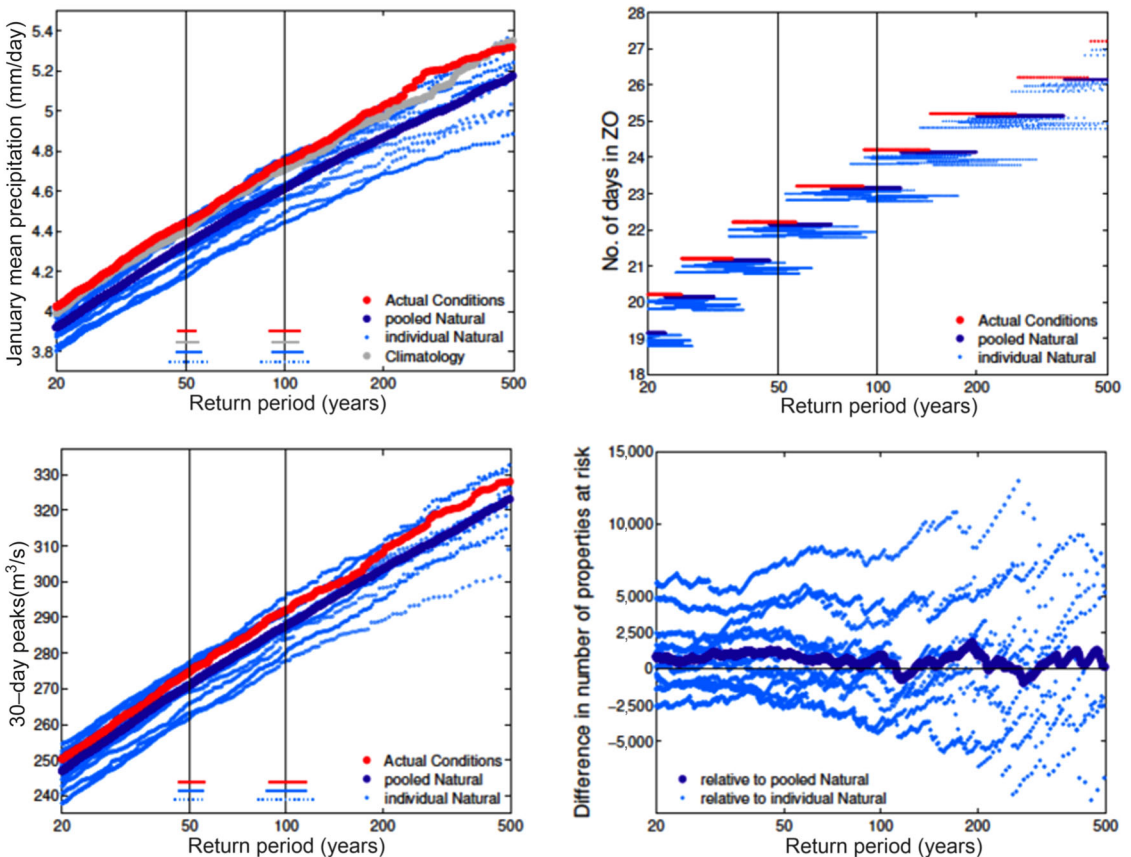 January mean precipitation (mm/day)
5.4
5.2
5
4.8
4.6
4.4
4.2
4
3.8
Actual Conditions
pooled Natural
individual Natural
Climatology
20 50 100 200 500
Return period (years)
No. of days in ZO
28
27
26
25
24
23
22
21
20
19
18
Actual Conditions
pooled Natural
individual Natural
20 50 100 200 500
Return period (years)
30–day peaks(m³/s)
330
320
310
300
290
280
270
260
250
240
Actual Conditions
pooled Natural
individual Natural
20 50 100 200 500
Return period (years)
Difference in number of properties at risk
15,000
10,000
5,000
2,500
0
−2,500
−5,000
relative to pooled Natural
relative to individual Natural
20 50 100 200 500
Return period (years)